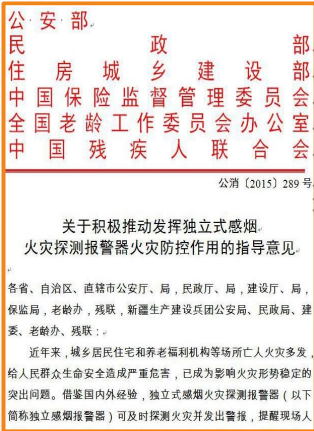 公安部
民政部
住房城乡建设部
中国保险监督管理委员会
全国老龄工作委员会办公室
中国残疾人联合会
公消〔2015〕289号
关于积极推动发挥独立式感烟
火灾探测报警器火灾防控作用的指导意见
各省、自治区、直辖市公安厅、局，民政厅、局，建设厅、局，
保监局，老龄办，残联，新疆生产建设兵团公安局、民政局、建
委、老龄办、残联：
近年来，城乡居民住宅和养老福利机构等场所亡人火灾多发，
给人民群众生命安全造成严重危害，已成为影响火灾形势稳定的
突出问题。借鉴国内外经验，独立式感烟火灾探测报警器（以下
简称独立感烟报警器）可及时探测火灾并发出警报，提醒现场人